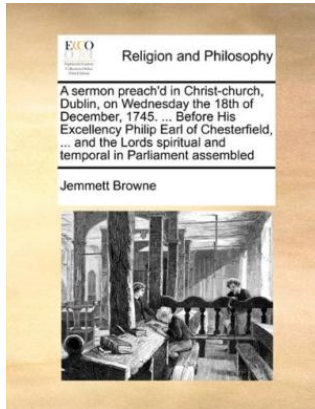 ECCO
Religion and Philosophy
A sermon preach'd in Christ-church,
Dublin, on Wednesday the 18th of
December, 1745. ... Before His
Excellency Philip Earl of Chesterfield,
... and the Lords spiritual and
temporal in Parliament assembled
Jemmett Browne